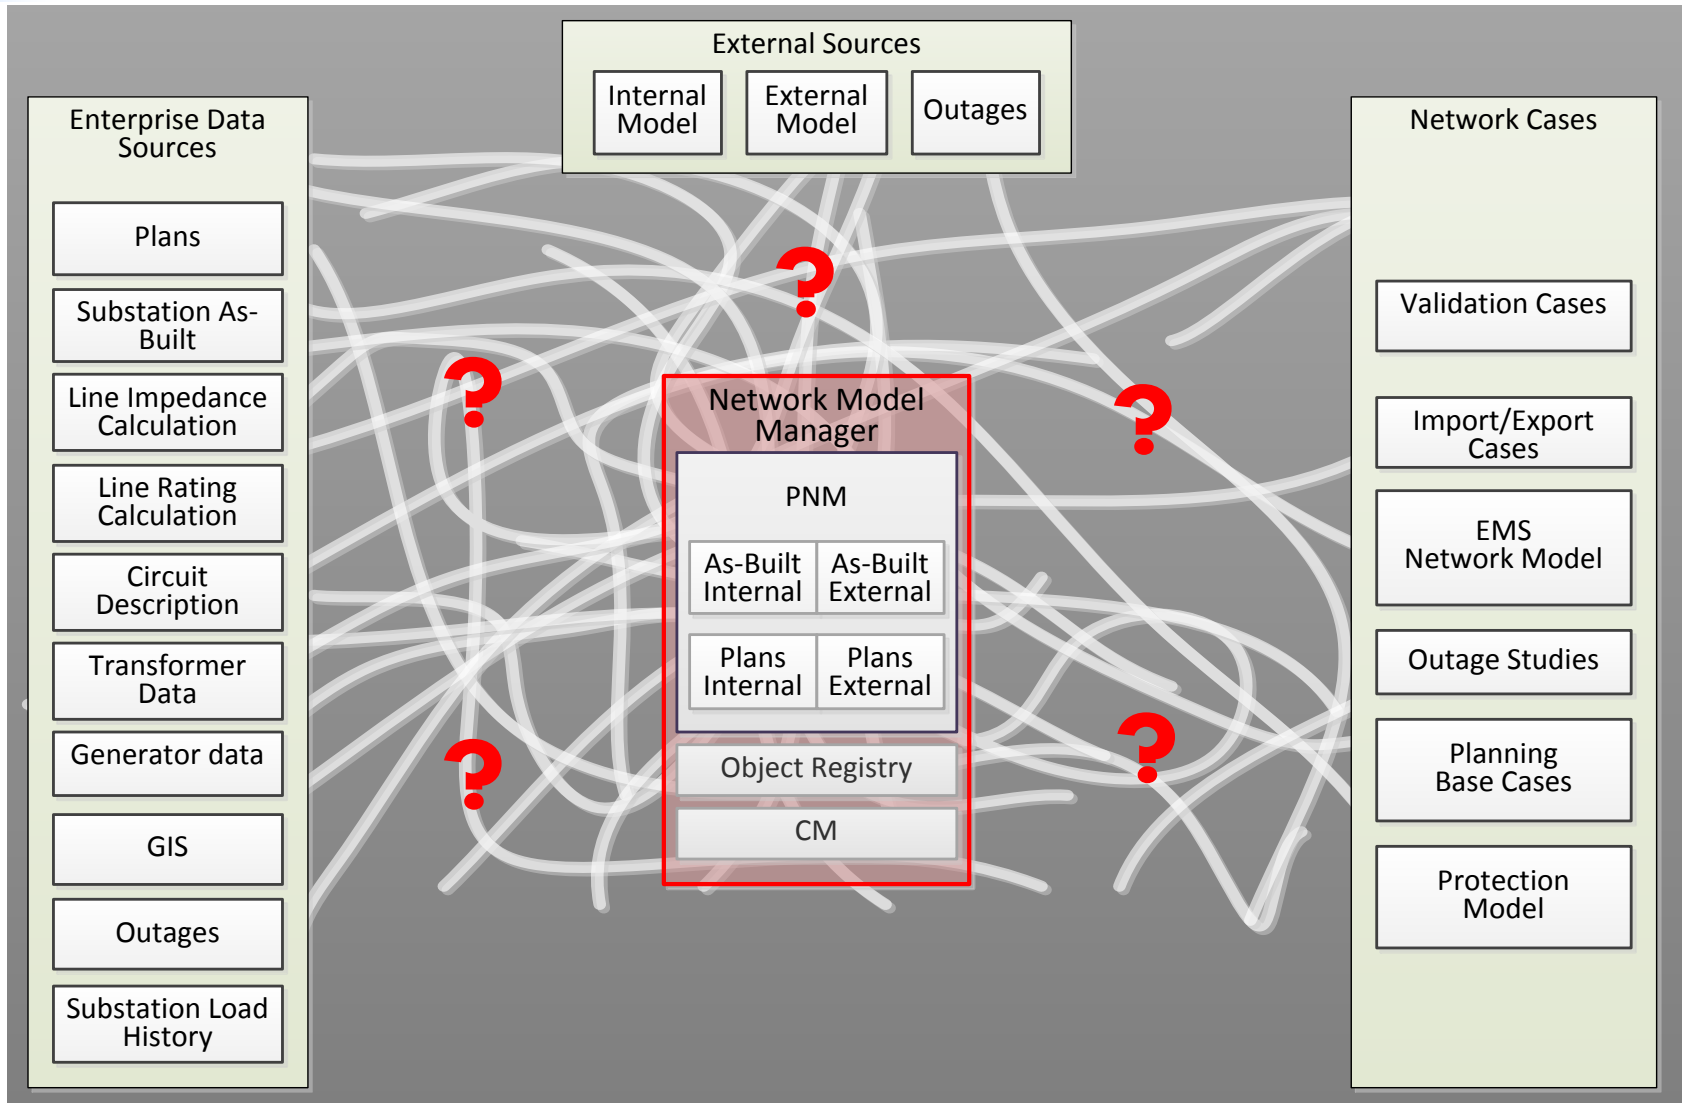 External Sources
Internal
Model
External
Model
Outages
Enterprise Data
Sources
Plans
Substation As-
Built
Line Impedance
Calculation
Line Rating
Calculation
Circuit
Description
Transformer
Data
Generator data
GIS
Outages
Substation Load
History
?
?
?
?
?
Network Model
Manager
PNM
As-Built
Internal
As-Built
External
Plans
Internal
Plans
External
Object Registry
CM
Network Cases
Validation Cases
Import/Export
Cases
EMS
Network Model
Outage Studies
Planning
Base Cases
Protection
Model